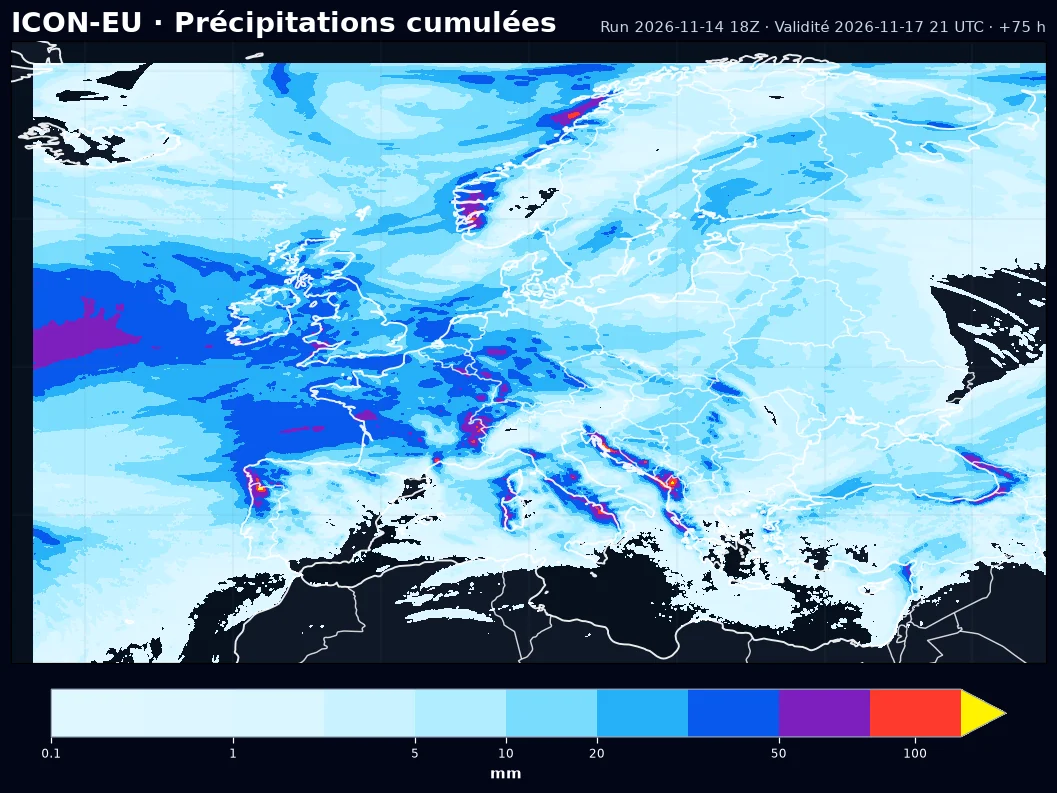 ICON-EU · Précipitations cumulées
Run 2026-11-14 18Z · Validité 2026-11-17 21 UTC · +75 h
0.1 1 5 10 20 50 100
mm